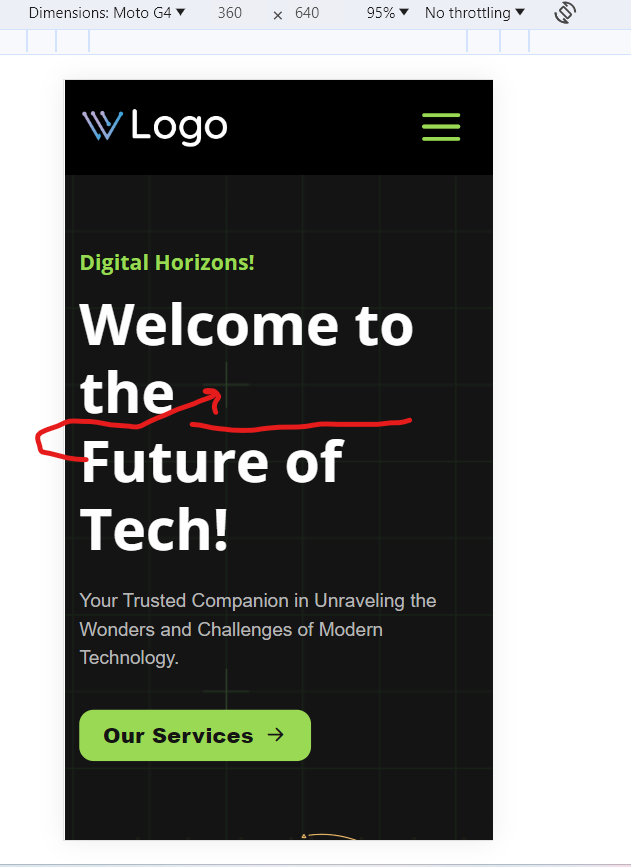 Dimensions: Moto G4 ▼ 360 × 640 95% ▼ No throttling ▼
Logo
Digital Horizons!
Welcome to
the
Future of
Tech!
Your Trusted Companion in Unraveling the
Wonders and Challenges of Modern
Technology.
Our Services →